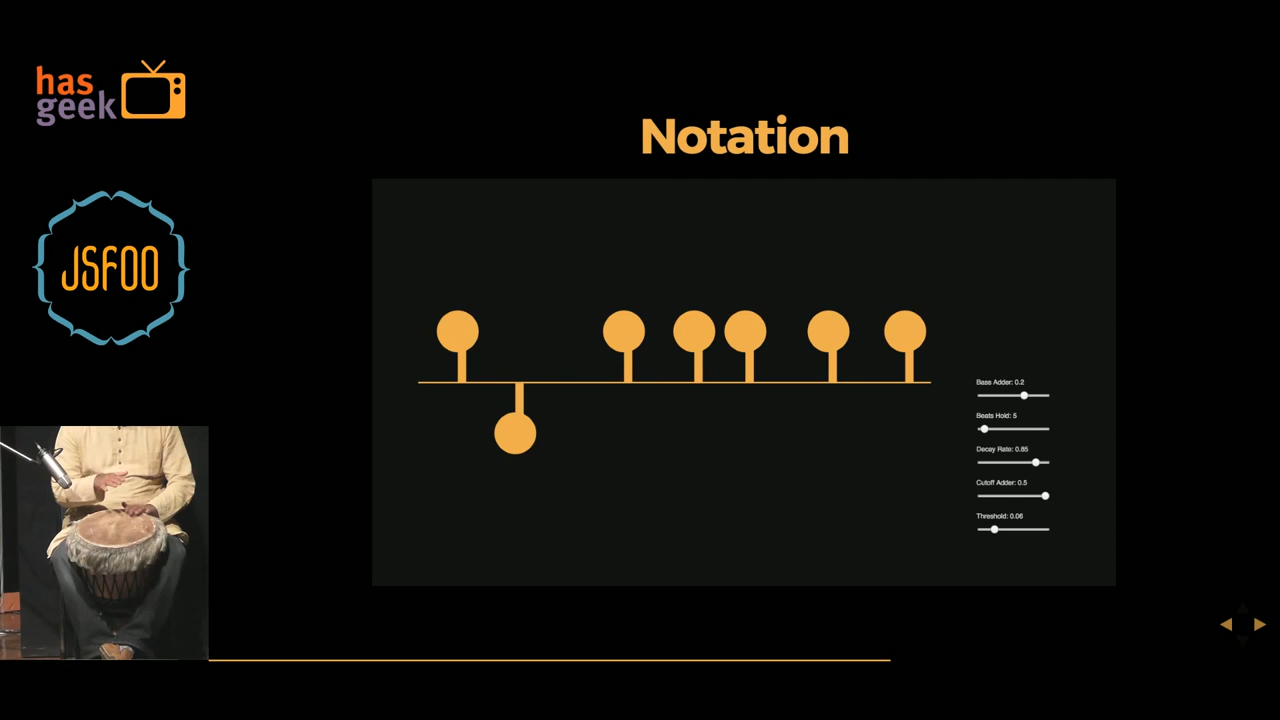 has
geek
JSFOO
Notation
Bass Adder: 0.2
Beats Hold: 5
Decay Rate: 0.85
Cutoff Adder: 0.5
Threshold: 0.06